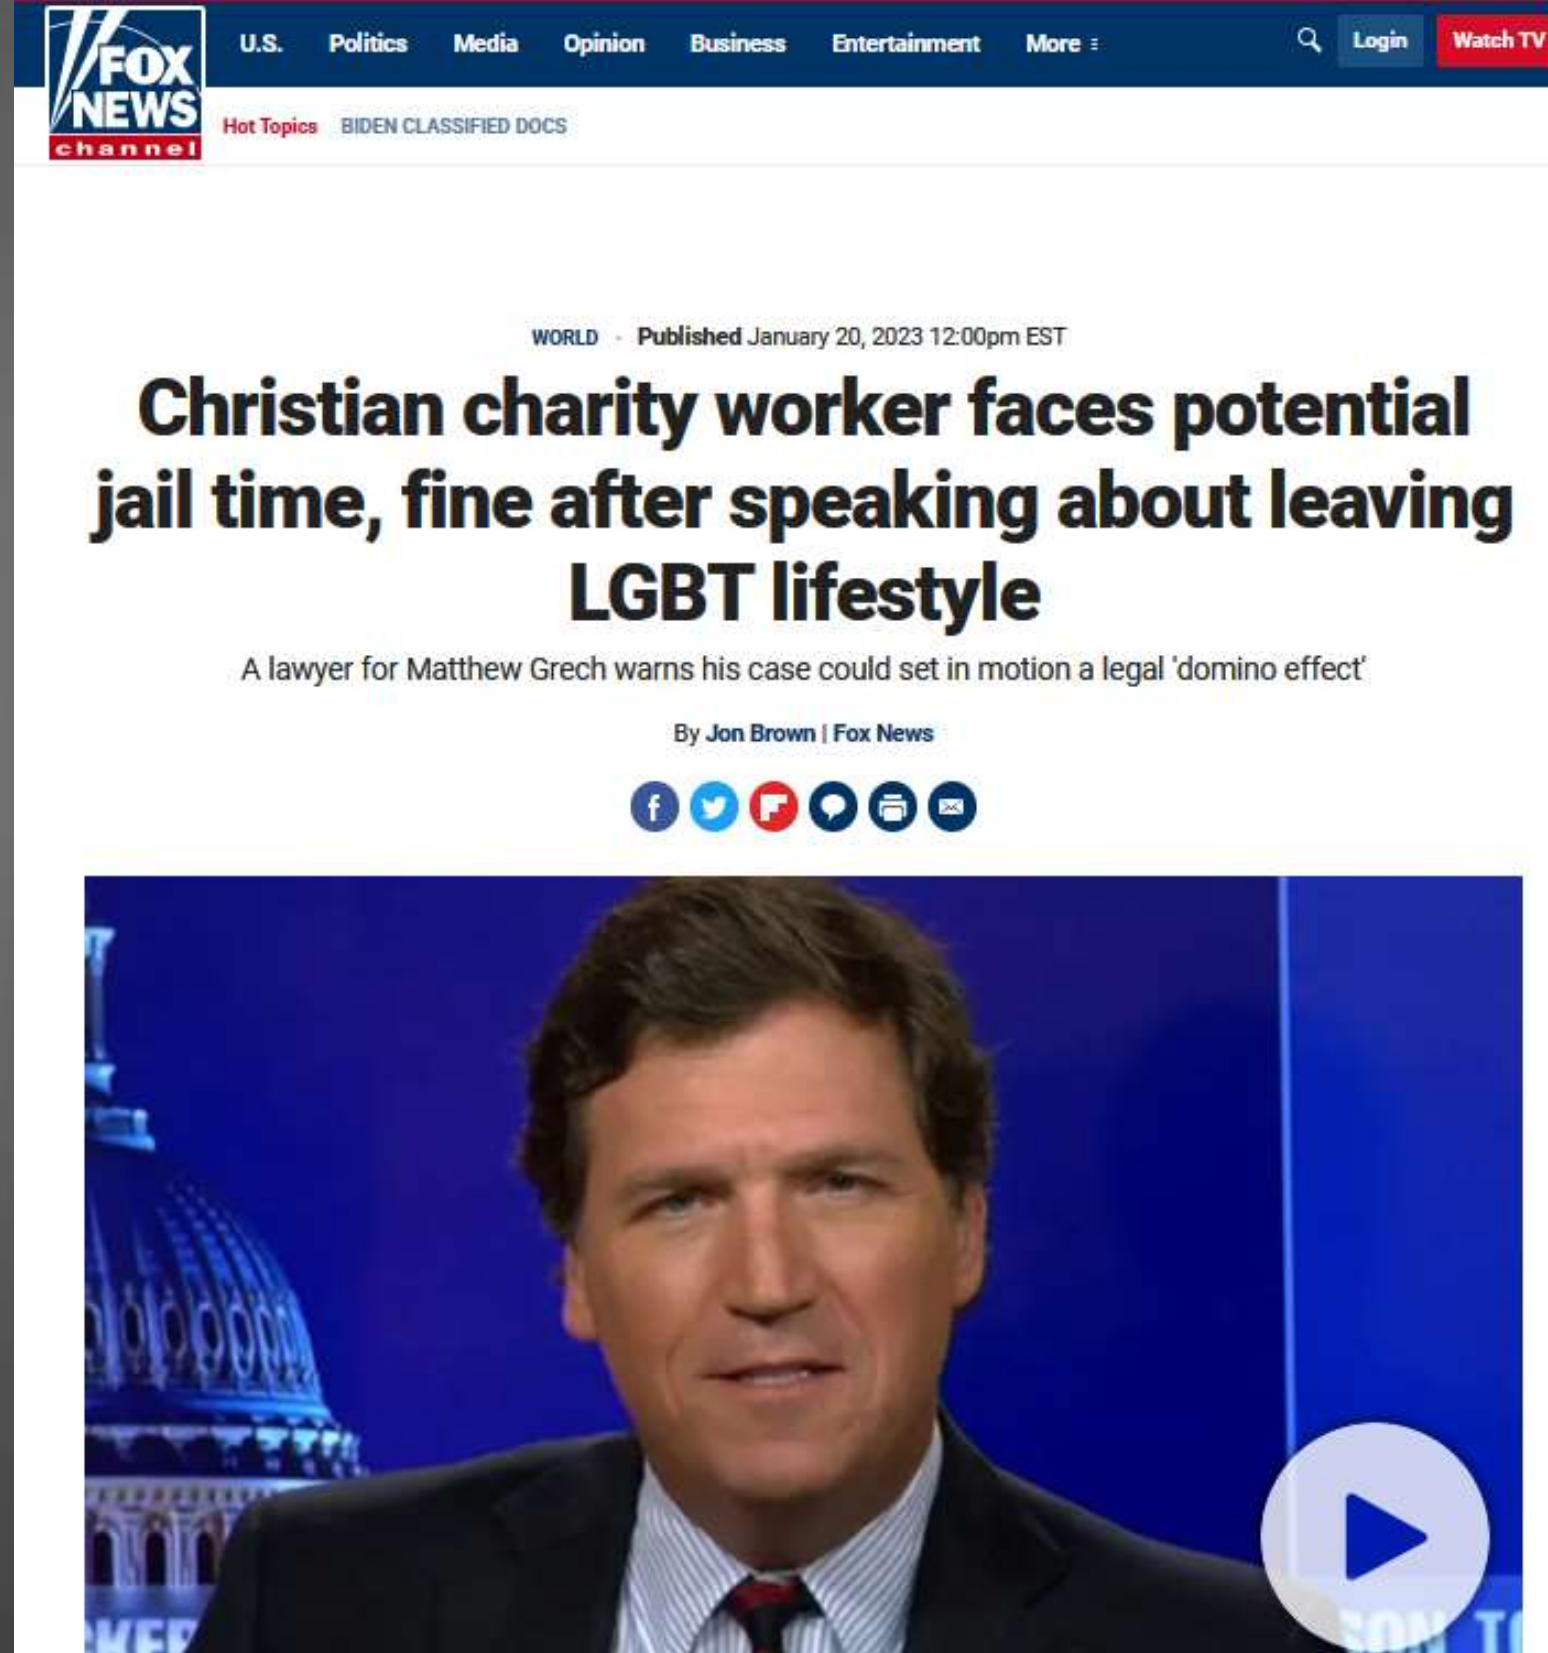 FOX
NEWS
channel
U.S. Politics Media Opinion Business Entertainment More Login Watch TV
Hot Topics BIDEN CLASSIFIED DOCS
WORLD - Published January 20, 2023 12:00pm EST
Christian charity worker faces potential
jail time, fine after speaking about leaving
LGBT lifestyle
A lawyer for Matthew Grech warns his case could set in motion a legal 'domino effect'
By Jon Brown | Fox News